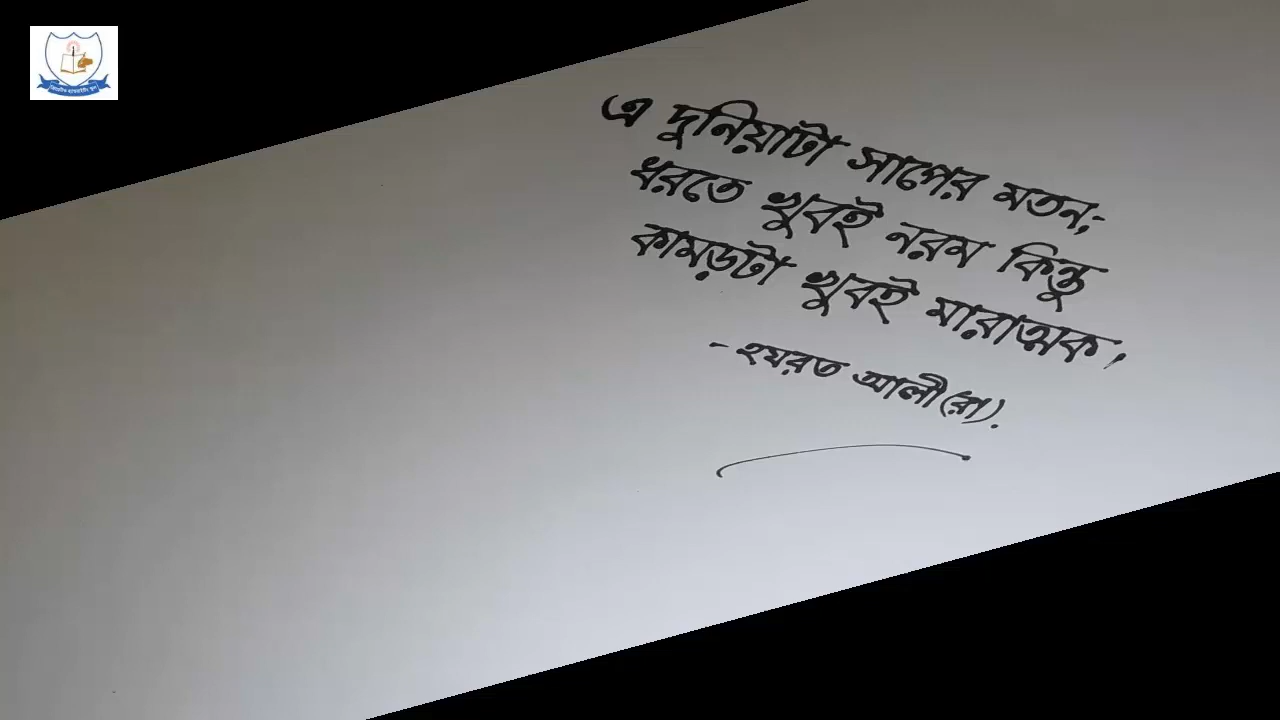 এ দুনিয়াটা সাপের মতন;
ধরতে খুবই নরম কিন্তু
কামড়টা খুবই মারাত্মক।
- হযরত আলী (রা).